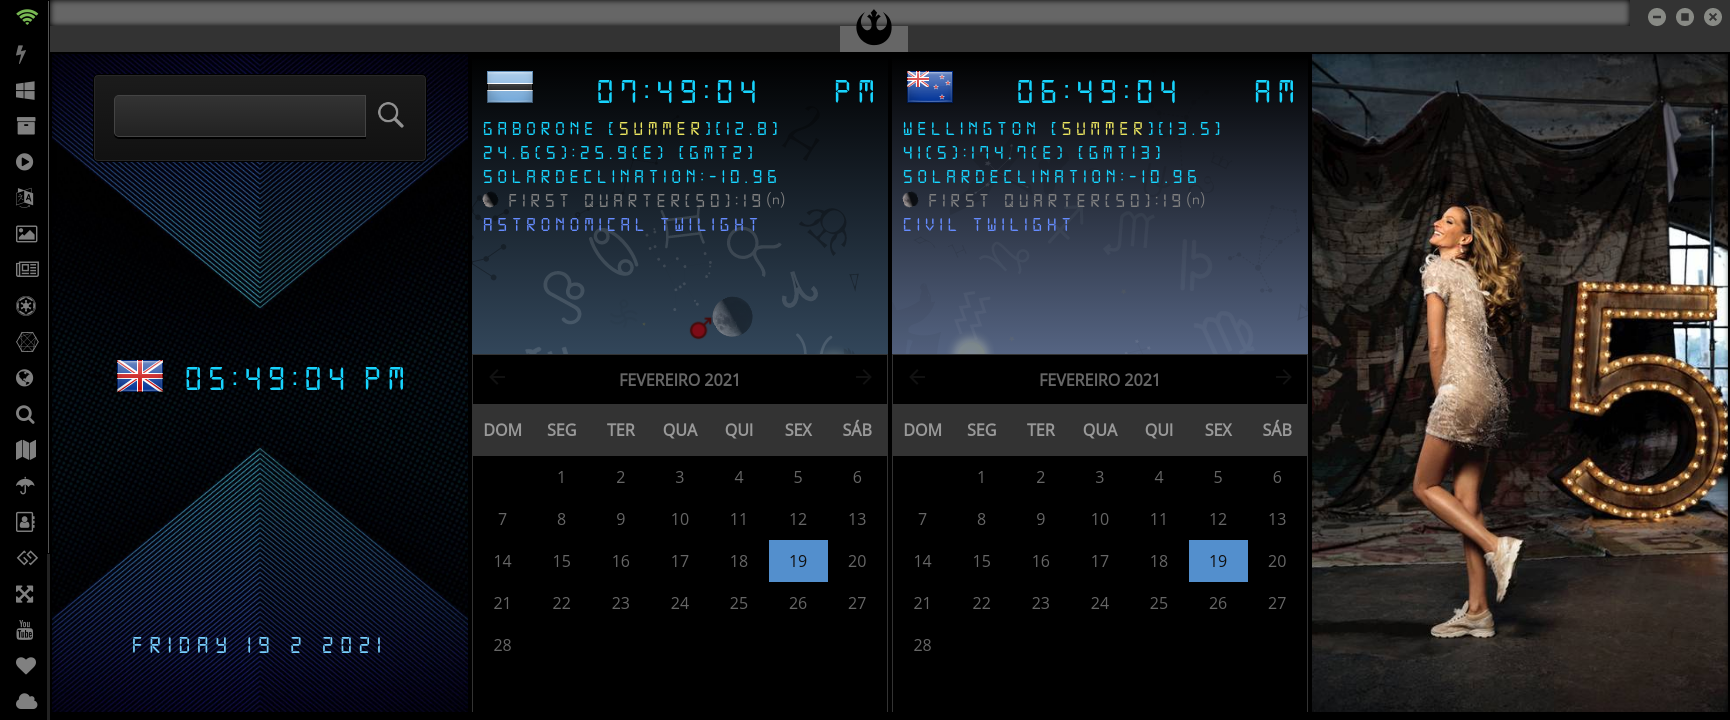 05:49:04 PM
FRIDAY 19 2 2021
07:49:04 PM
GABORONE (SUMMER)(12.8)
24.6(S):25.9(E) (GMT2)
SOLARDECLINATION:-10.96
FIRST QUARTER(50):19(n)
ASTRONOMICAL TWILIGHT
FEVEREIRO 2021
DOM SEG TER QUA QUI SEX SÁB
1 2 3 4 5 6
7 8 9 10 11 12 13
14 15 16 17 18 19 20
21 22 23 24 25 26 27
28
06:49:04 AM
WELLINGTON (SUMMER)(13.5)
41(S):174.7(E) (GMT13)
SOLARDECLINATION:-10.96
FIRST QUARTER(50):19(n)
CIVIL TWILIGHT
FEVEREIRO 2021
DOM SEG TER QUA QUI SEX SÁB
1 2 3 4 5 6
7 8 9 10 11 12 13
14 15 16 17 18 19 20
21 22 23 24 25 26 27
28
5
You
Tube